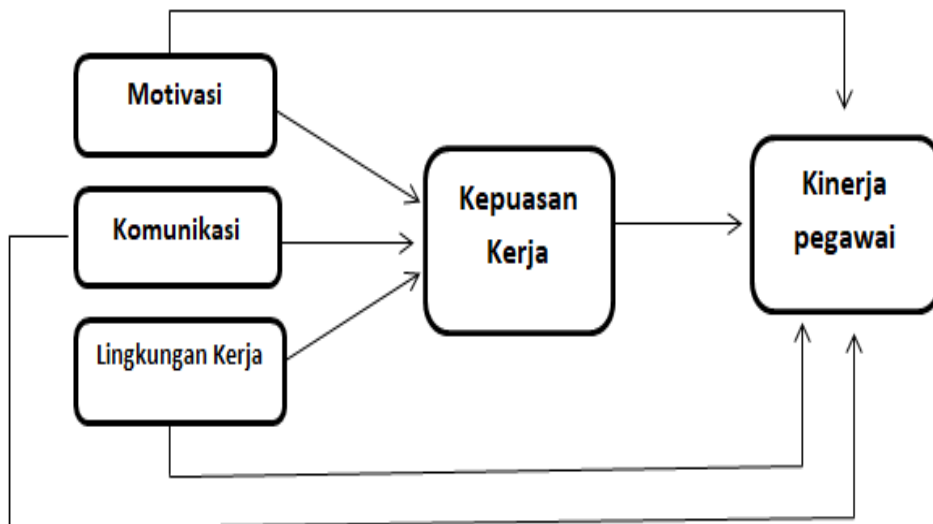 Motivasi
Komunikasi
Lingkungan Kerja
Kepuasan
Kerja
Kinerja
pegawai